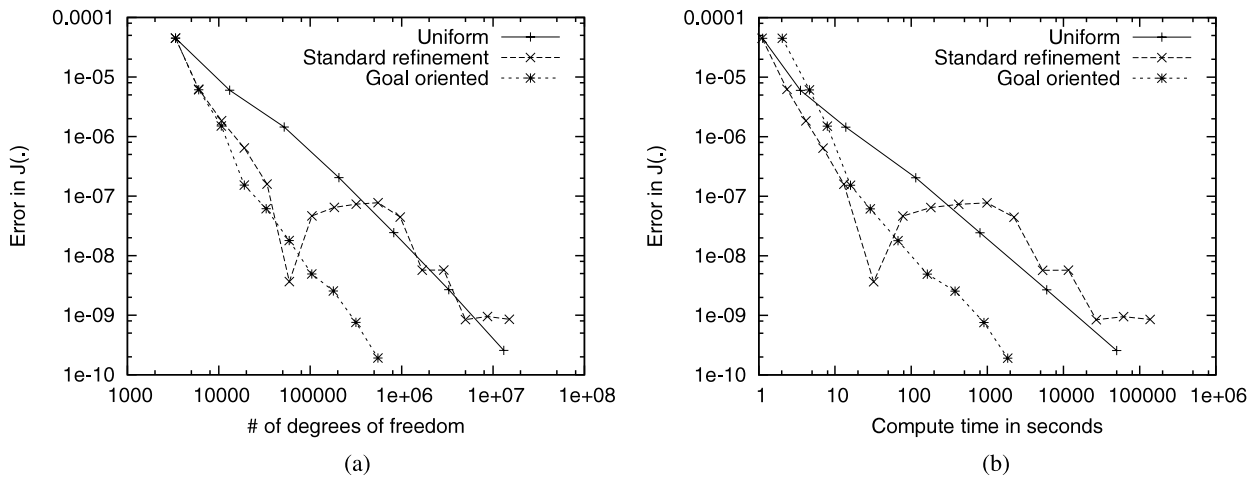 0.0001
1e-05
1e-06
1e-07
1e-08
1e-09
1e-10
Error in J(.)
Uniform
Standard refinement
Goal oriented
1000 10000 100000 1e+06 1e+07 1e+08
# of degrees of freedom
(a)
0.0001
1e-05
1e-06
1e-07
1e-08
1e-09
1e-10
Error in J(.)
Uniform
Standard refinement
Goal oriented
1 10 100 1000 10000 100000 1e+06
Compute time in seconds
(b)